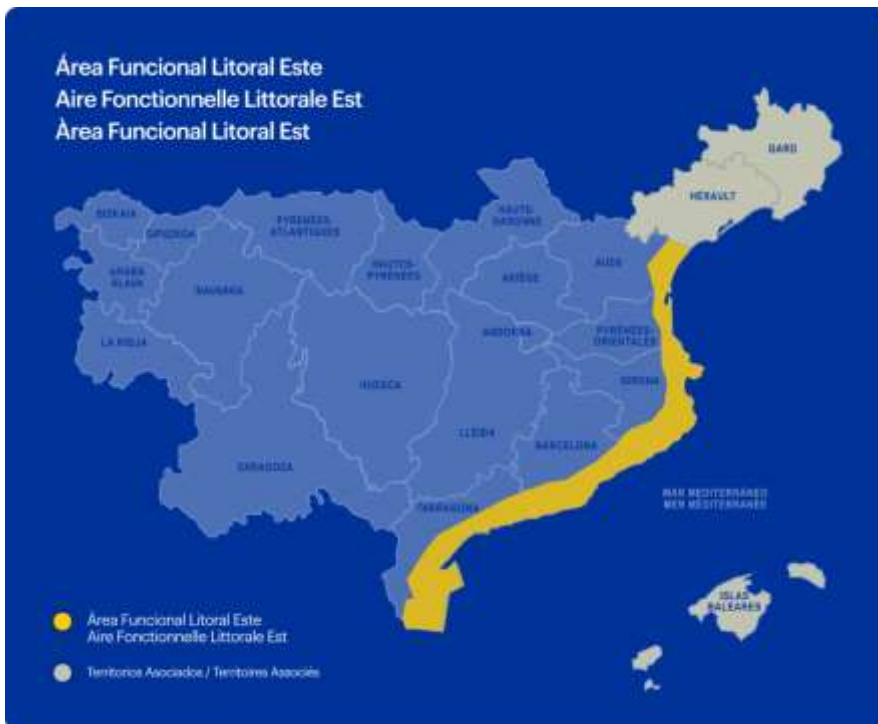 Área Funcional Litoral Este
Aire Fonctionnelle Littorale Est
Àrea Funcional Litoral Est
GARD
HÉRAULT
HAUTE-
GARONNE
BIZKAIA
GIPUZKOA
PYRÉNÉES-
ATLANTIQUES
HAUTES-
PYRÉNÉES
AUDE
ARIÈGE
ARABA
ÁLAVA
NAVARRA
LA RIOJA
ANDORRA
PYRÉNÉES-
ORIENTALES
GIRONA
HUESCA
LLEIDA
BARCELONA
ZARAGOZA
TARRAGONA
MAR MEDITERRÁNEO
MER MÉDITERRANÉE
ISLAS
BALEARES
Área Funcional Litoral Este
Aire Fonctionnelle Littorale Est
Territorios Asociados / Territoires Associés